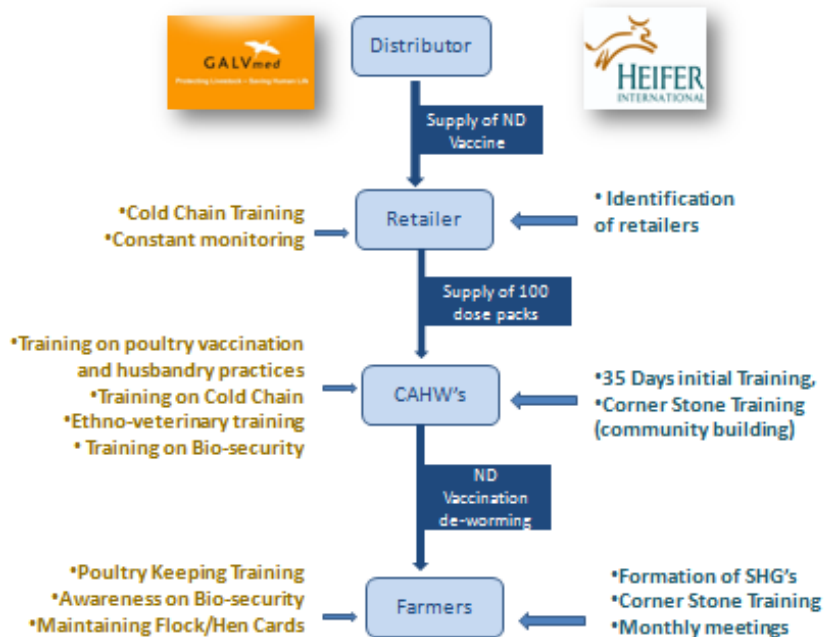 GALVmed
Protecting Livestock – Saving Human Life
Distributor
HEIFER
INTERNATIONAL
Supply of ND
Vaccine
•Cold Chain Training
•Constant monitoring
Retailer
• Identification
of retailers
Supply of 100
dose packs
•Training on poultry vaccination
and husbandry practices
•Training on Cold Chain
•Ethno-veterinary training
• Training on Bio-security
CAHW's
•35 Days initial Training,
•Corner Stone Training
(community building)
ND
Vaccination
de-worming
•Poultry Keeping Training
•Awareness on Bio-security
•Maintaining Flock/Hen Cards
Farmers
•Formation of SHG's
•Corner Stone Training
•Monthly meetings